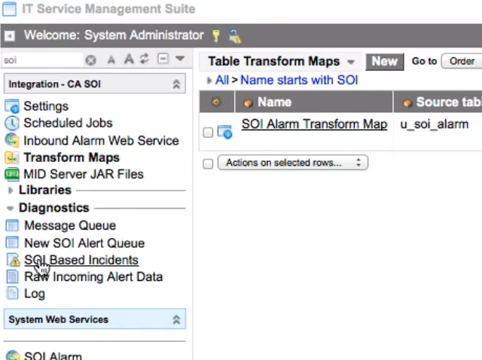 IT Service Management Suite
Welcome: System Administrator
soi
A A
Integration - CA SOI
Settings
Scheduled Jobs
Inbound Alarm Web Service
Transform Maps
MID Server JAR Files
Libraries
Diagnostics
Message Queue
New SOI Alert Queue
SOI Based Incidents
Raw Incoming Alert Data
Log
System Web Services
SOI Alarm
Table Transform Maps New Go to Order
All > Name starts with SOI
Name Source tab
SOI Alarm Transform Map u_soi_alarm
Actions on selected rows...